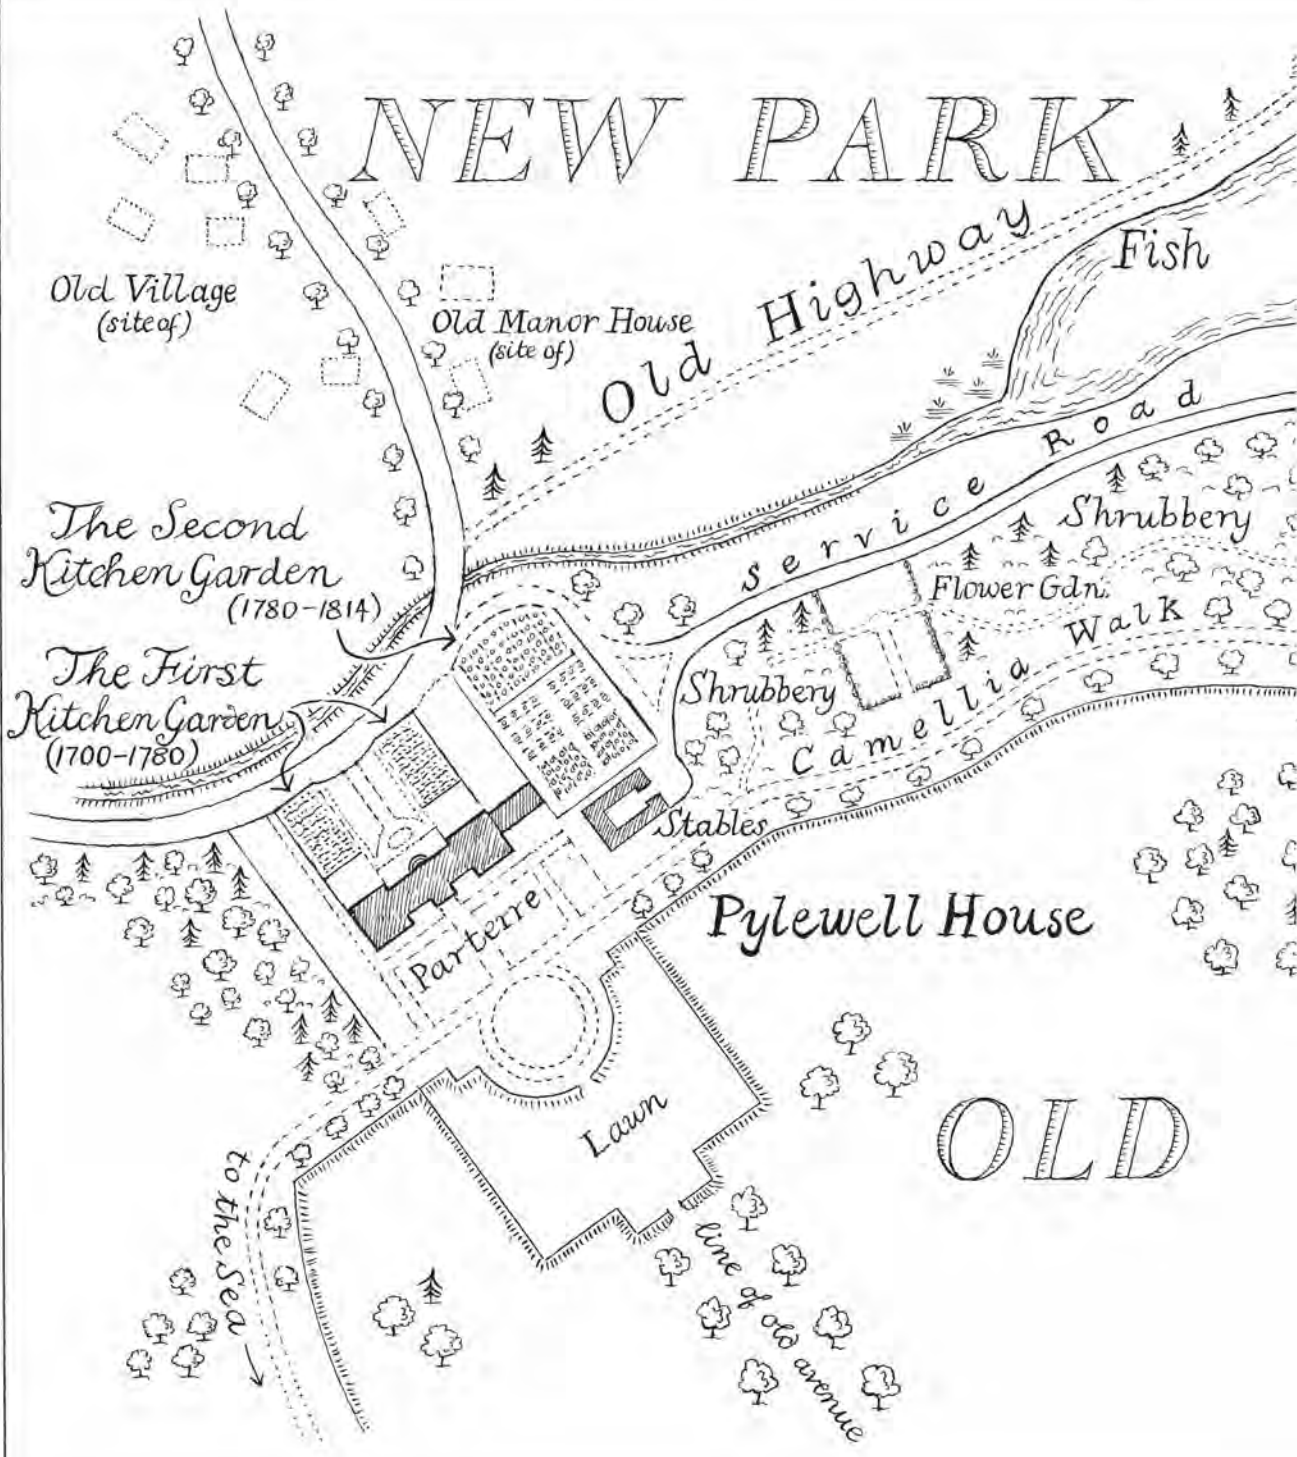 NEW PARK
Old Highway
Fish
Old Village
(site of)
Old Manor House
(site of)
Service Road
The Second
Kitchen Garden
(1780-1814)
Shrubbery
Flower Gdn.
Camellia Walk
The First
Kitchen Garden
(1700-1780)
Shrubbery
Stables
Parterre
Pylewell House
Lawn
OLD
to the Sea
line of old avenue